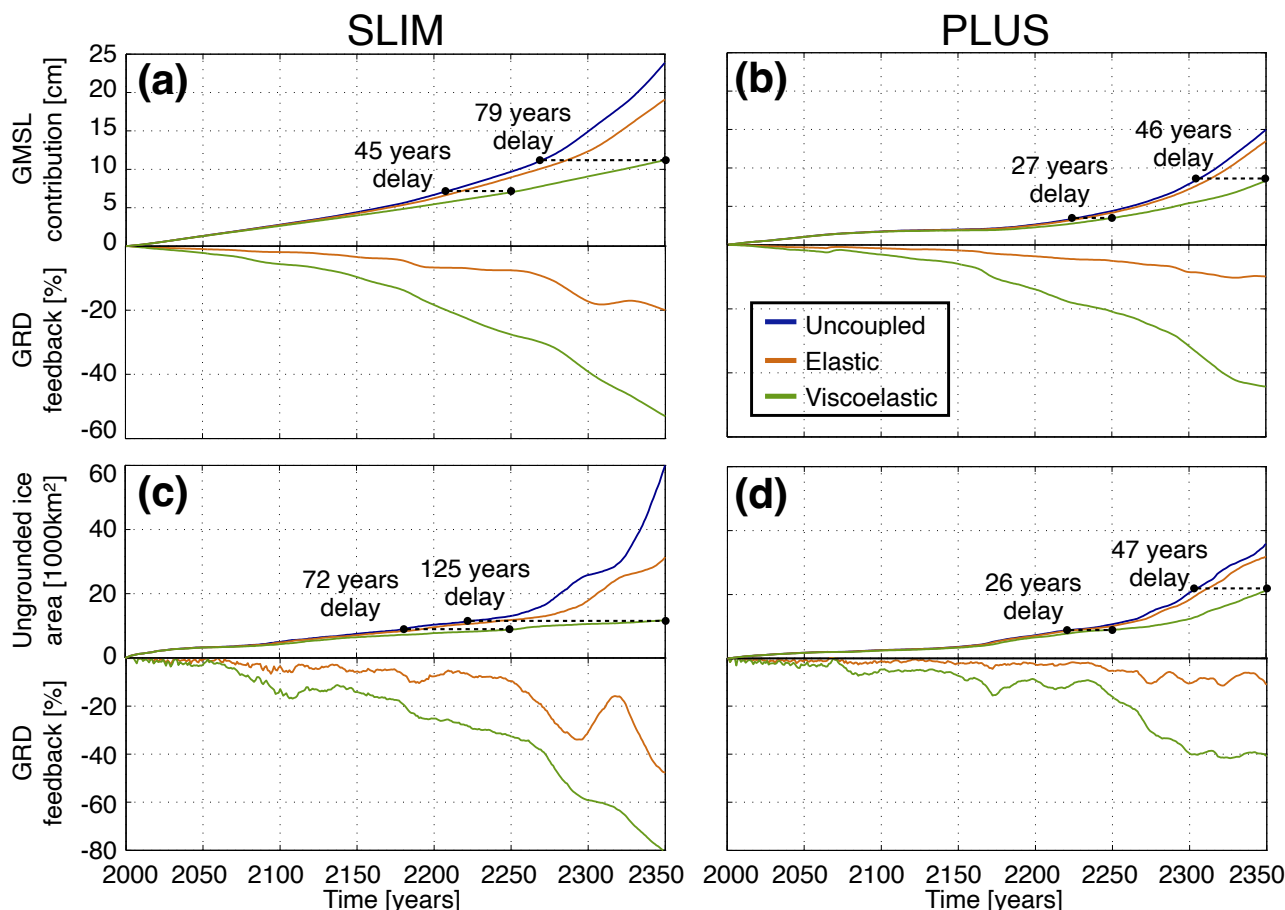 SLIM
PLUS
(a)
(b)
GMSL
contribution [cm]
25
20
15
10
5
0
79 years
delay
45 years
delay
46 years
delay
27 years
delay
GRD
feedback [%]
-20
-40
-60
Uncoupled
Elastic
Viscoelastic
(c)
(d)
Ungrounded ice
area [1000km²]
60
40
20
0
72 years
delay
125 years
delay
26 years
delay
47 years
delay
GRD
feedback [%]
-20
-40
-60
-80
2000 2050 2100 2150 2200 2250 2300 2350
2000 2050 2100 2150 2200 2250 2300 2350
Time [years]
Time [years]